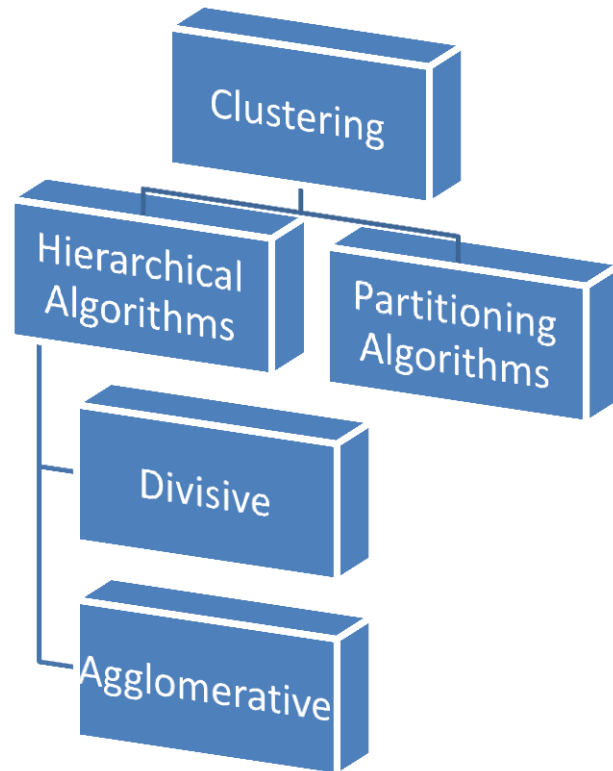 Clustering
Hierarchical
Algorithms
Partitioning
Algorithms
Divisive
Agglomerative